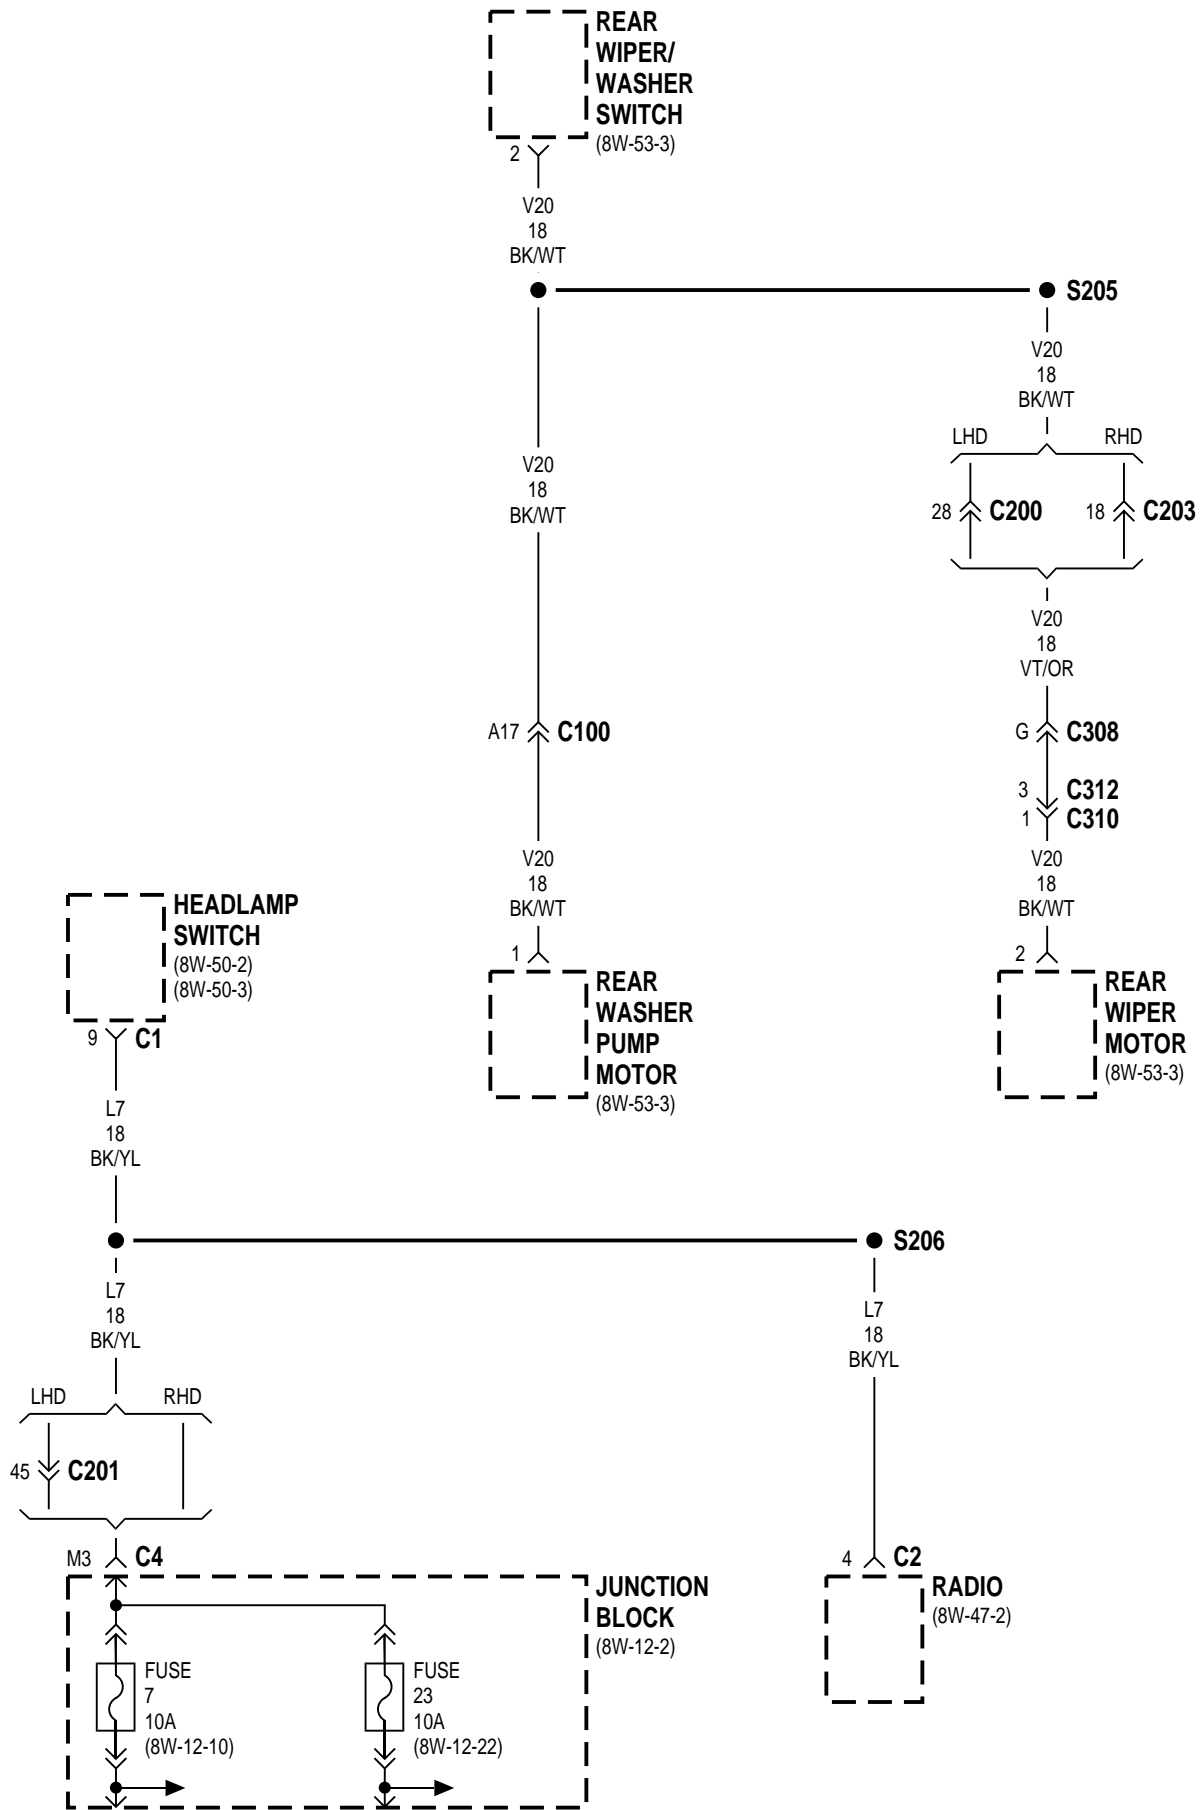 REAR
WIPER/
WASHER
SWITCH
(8W-53-3)
2
V20
18
BK/WT
S205
V20
18
BK/WT
LHD
RHD
28
C200
18
C203
V20
18
BK/WT
V20
18
VT/OR
A17
C100
G
C308
3
C312
1
C310
V20
18
BK/WT
V20
18
BK/WT
HEADLAMP
SWITCH
(8W-50-2)
(8W-50-3)
9
C1
1
REAR
WASHER
PUMP
MOTOR
(8W-53-3)
2
REAR
WIPER
MOTOR
(8W-53-3)
L7
18
BK/YL
S206
L7
18
BK/YL
L7
18
BK/YL
LHD
RHD
45
C201
M3
C4
4
C2
JUNCTION
BLOCK
(8W-12-2)
RADIO
(8W-47-2)
FUSE
7
10A
(8W-12-10)
FUSE
23
10A
(8W-12-22)